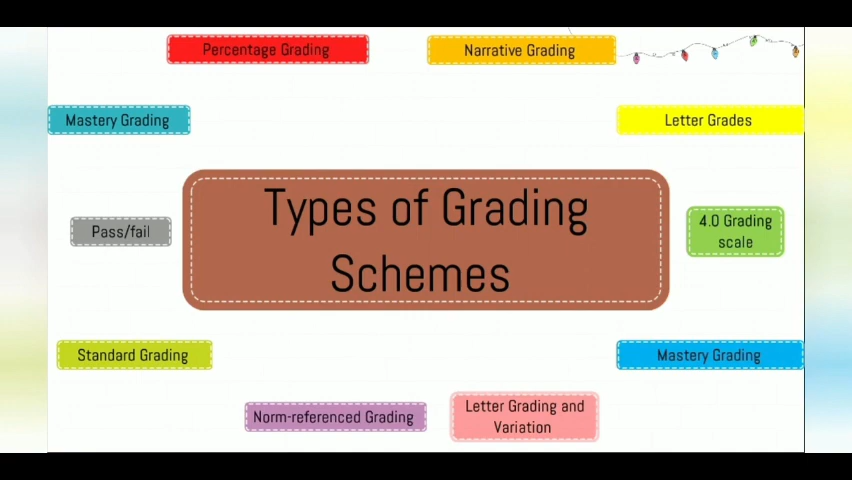 Percentage Grading
Narrative Grading
Mastery Grading
Letter Grades
Types of Grading
Schemes
Pass/fail
4.0 Grading
scale
Standard Grading
Mastery Grading
Norm-referenced Grading
Letter Grading and
Variation